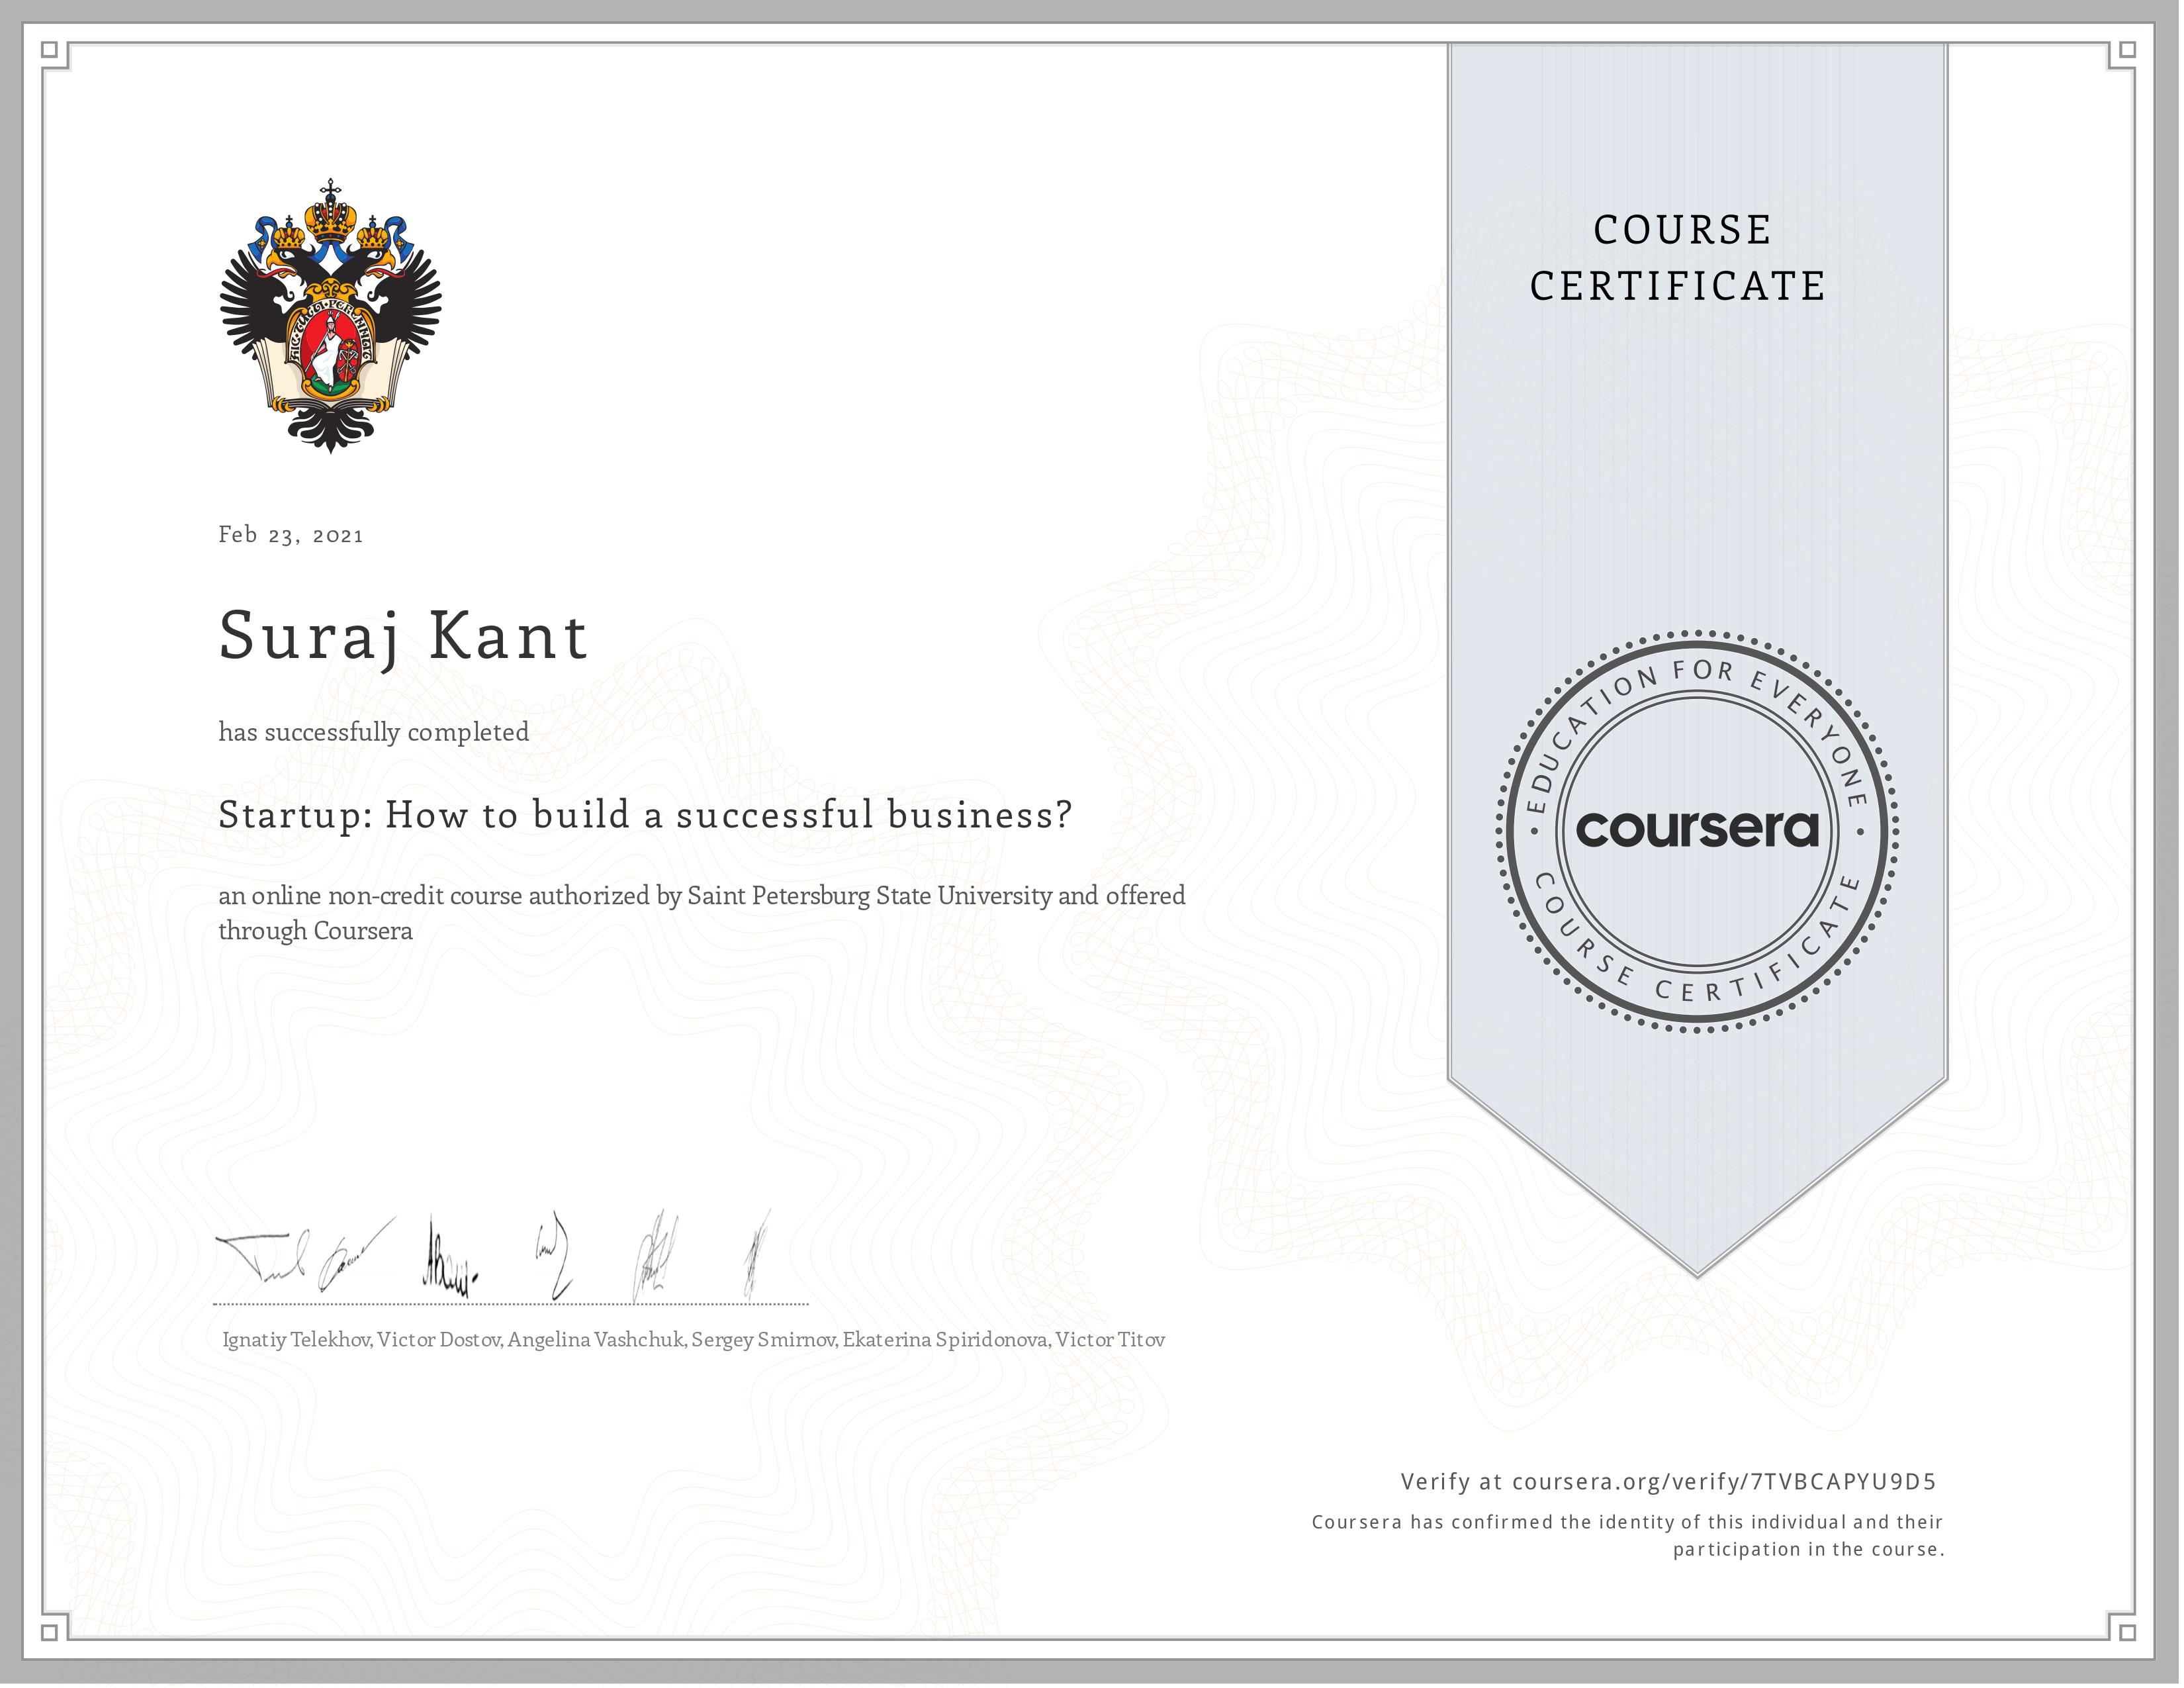 COURSE
CERTIFICATE
HIC TUTA PERENNAT
Feb 23, 2021
Suraj Kant
has successfully completed
Startup: How to build a successful business?
an online non-credit course authorized by Saint Petersburg State University and offered
through Coursera
EDUCATION FOR EVERYONE
coursera
COURSE CERTIFICATE
Ignatiy Telekhov, Victor Dostov, Angelina Vashchuk, Sergey Smirnov, Ekaterina Spiridonova, Victor Titov
Verify at coursera.org/verify/7TVBCAPYU9D5
Coursera has confirmed the identity of this individual and their
participation in the course.